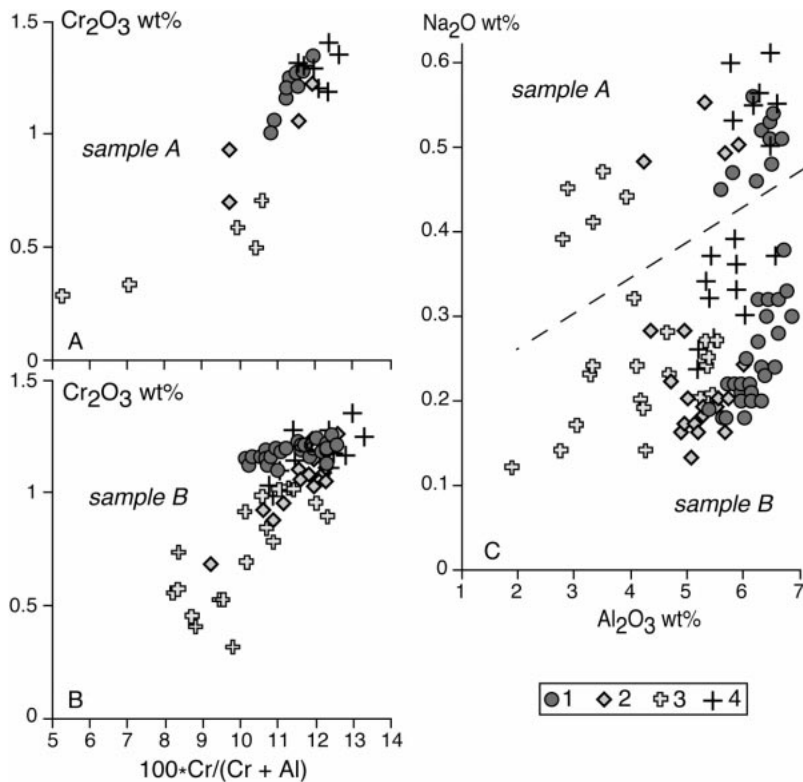 Cr2O3 wt%
1.5
1
0.5
0
sample A
A
Cr2O3 wt%
1.5
1
0.5
0
sample B
B
5 6 7 8 9 10 11 12 13 14
100*Cr/(Cr + Al)
Na2O wt%
0.6
0.5
0.4
0.3
0.2
0.1
0
sample A
sample B
C
1 2 3 4 5 6 7
Al2O3 wt%
1 2 3 4